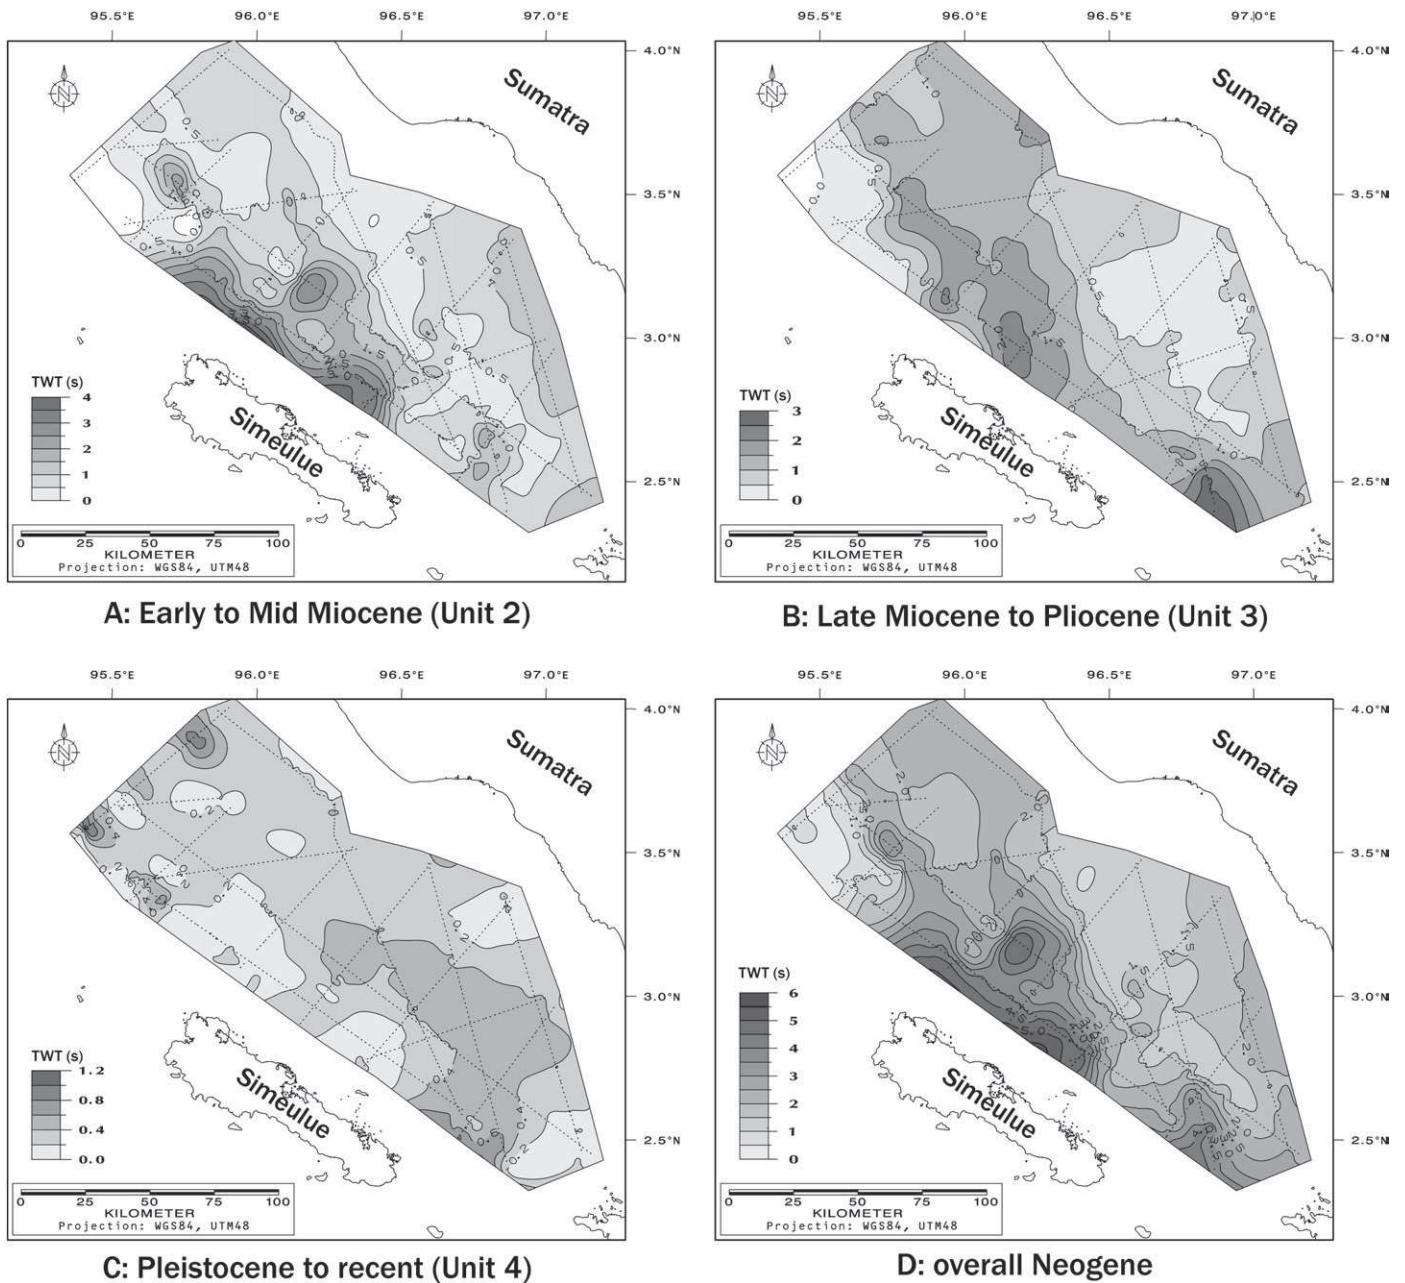 95.5°E 96.0°E 96.5°E 97.0°E
4.0°N
3.5°N
3.0°N
2.5°N
N
Sumatra
Simeulue
TWT (s)
4
3
2
1
0
0 25 50 75 100
KILOMETER
Projection: WGS84, UTM48
A: Early to Mid Miocene (Unit 2)
95.5°E 96.0°E 96.5°E 97.0°E
4.0°N
3.5°N
3.0°N
2.5°N
N
Sumatra
Simeulue
TWT (s)
3
2
1
0
0 25 50 75 100
KILOMETER
Projection: WGS84, UTM48
B: Late Miocene to Pliocene (Unit 3)
95.5°E 96.0°E 96.5°E 97.0°E
4.0°N
3.5°N
3.0°N
2.5°N
N
Sumatra
Simeulue
TWT (s)
1.2
0.8
0.4
0.0
0 25 50 75 100
KILOMETER
Projection: WGS84, UTM48
C: Pleistocene to recent (Unit 4)
95.5°E 96.0°E 96.5°E 97.0°E
4.0°N
3.5°N
3.0°N
2.5°N
N
Sumatra
Simeulue
TWT (s)
6
5
4
3
2
1
0
0 25 50 75 100
KILOMETER
Projection: WGS84, UTM48
D: overall Neogene